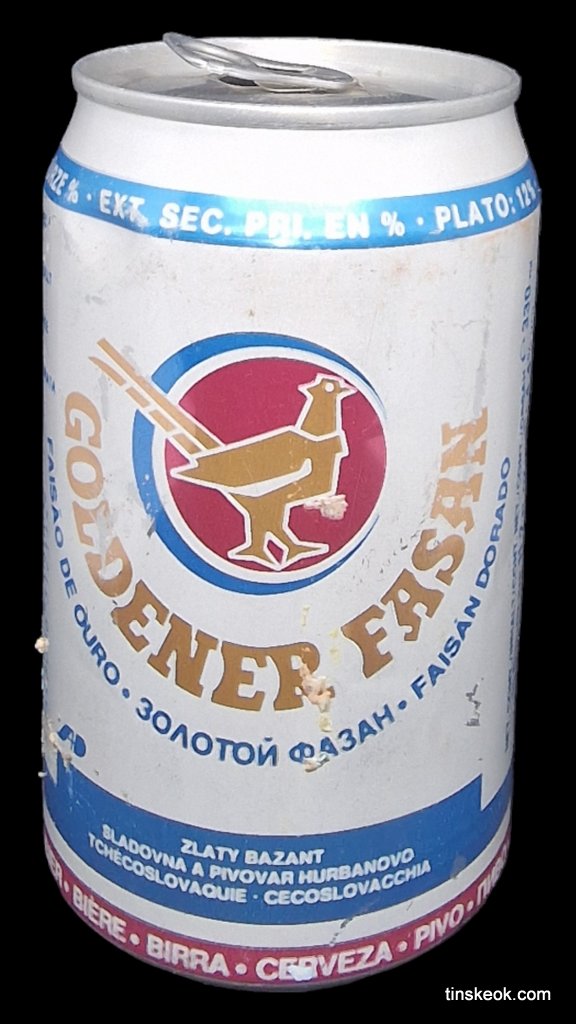 % · EXT. SEC. PRI. EN % · PLATO: 12%
GOLDENER FASAN
FAISÃO DE OURO • ЗОЛОТОЙ ФАЗАН • FAISÁN DORADO
ZLATY BAZANT
SLADOVNA A PIVOVAR HURBANOVO
TCHÉCOSLOVAQUIE · CECOSLOVACCHIA
• BIÈRE • BIRRA • CERVEZA • PIVO •
tinskeok.com